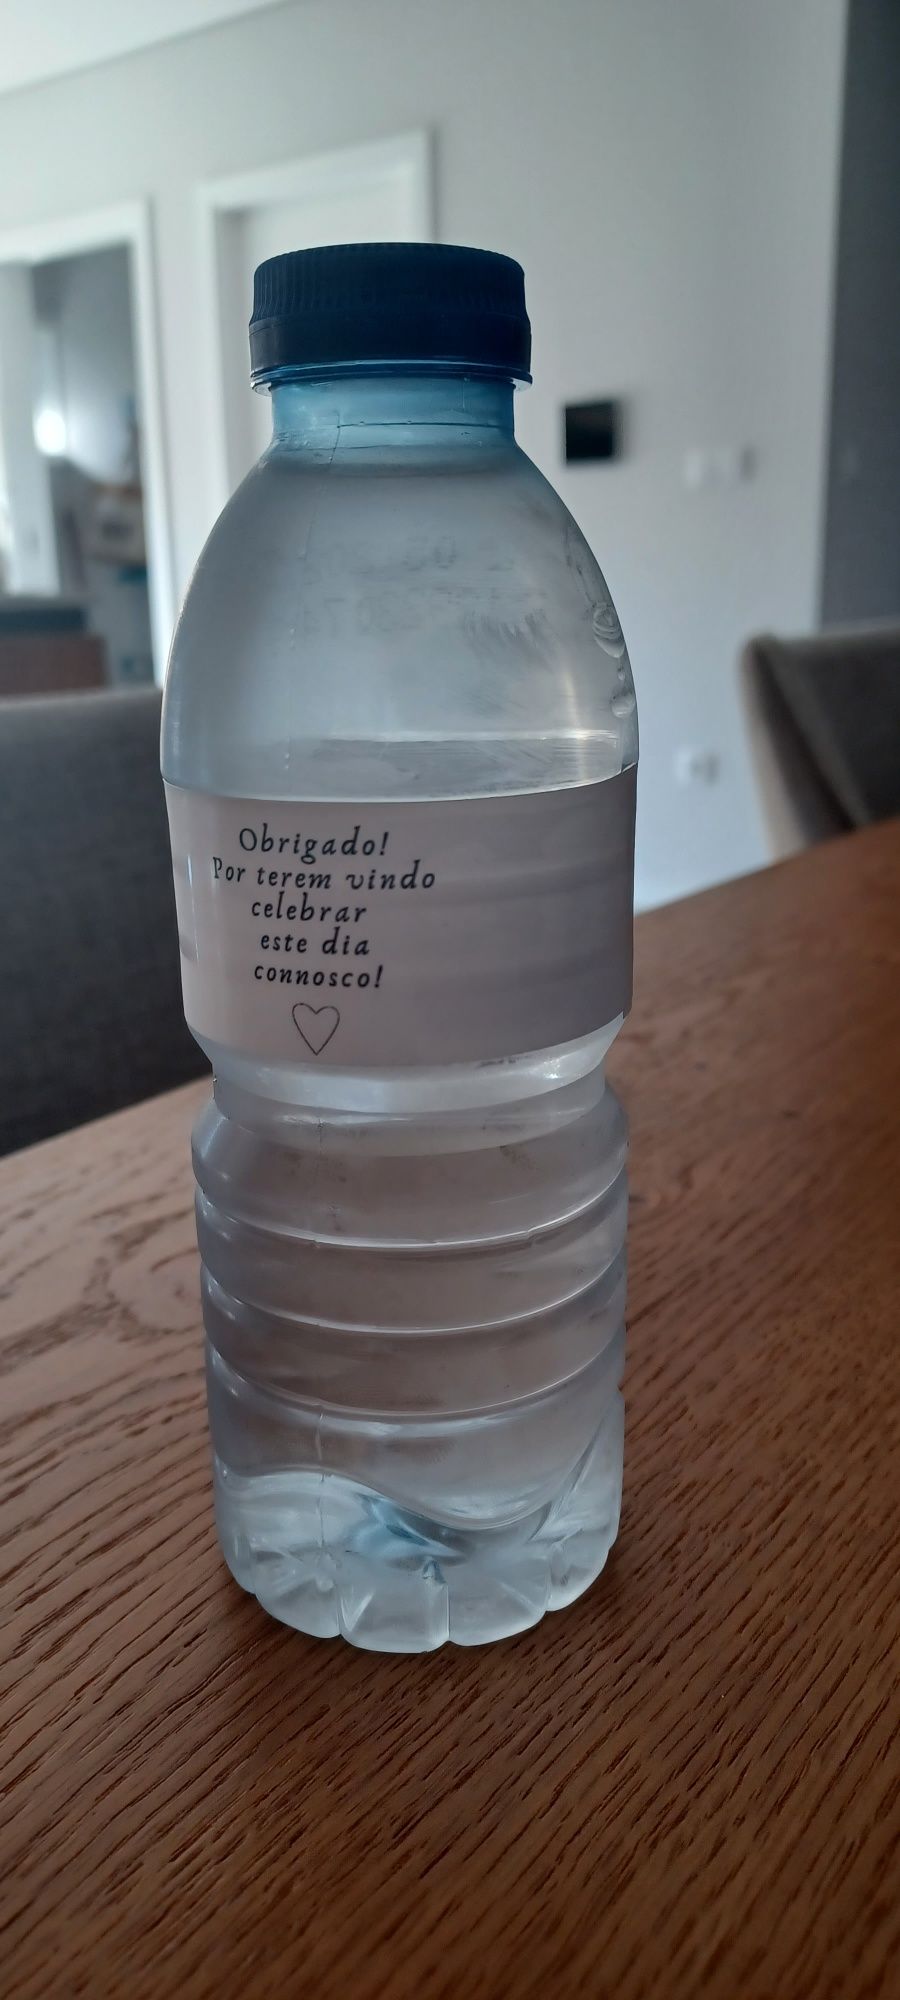 Obrigado!
Por terem vindo
celebrar
este dia
connosco!